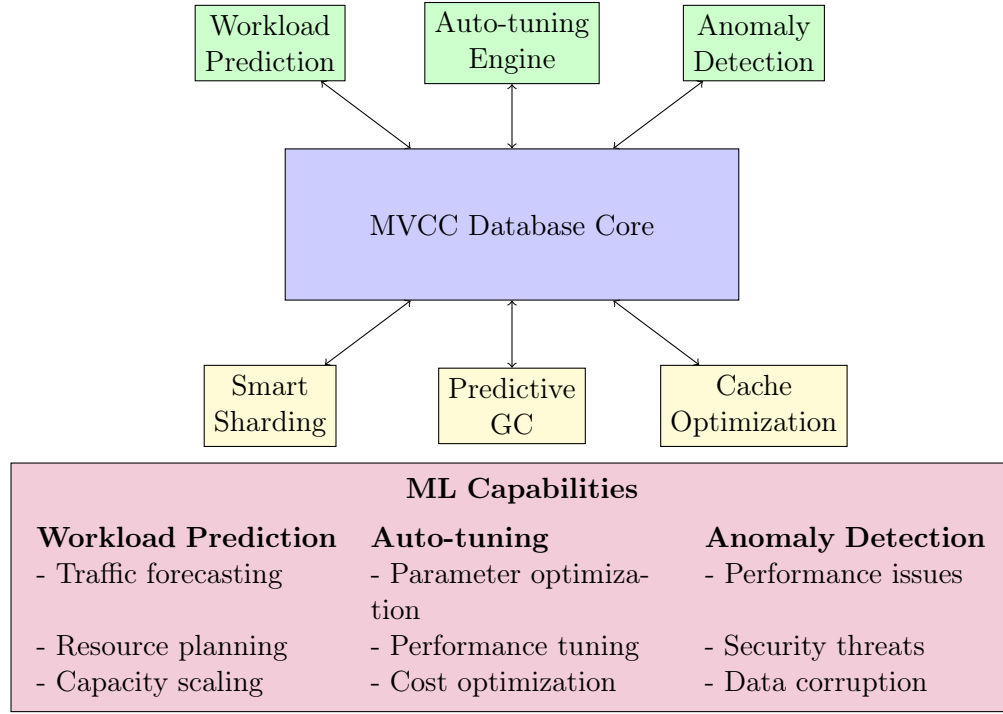 Workload
Prediction
Auto-tuning
Engine
Anomaly
Detection
MVCC Database Core
Smart
Sharding
Predictive
GC
Cache
Optimization
ML Capabilities
Workload Prediction Auto-tuning Anomaly Detection
- Traffic forecasting - Parameter optimiza- - Performance issues
tion
- Resource planning - Performance tuning - Security threats
- Capacity scaling - Cost optimization - Data corruption